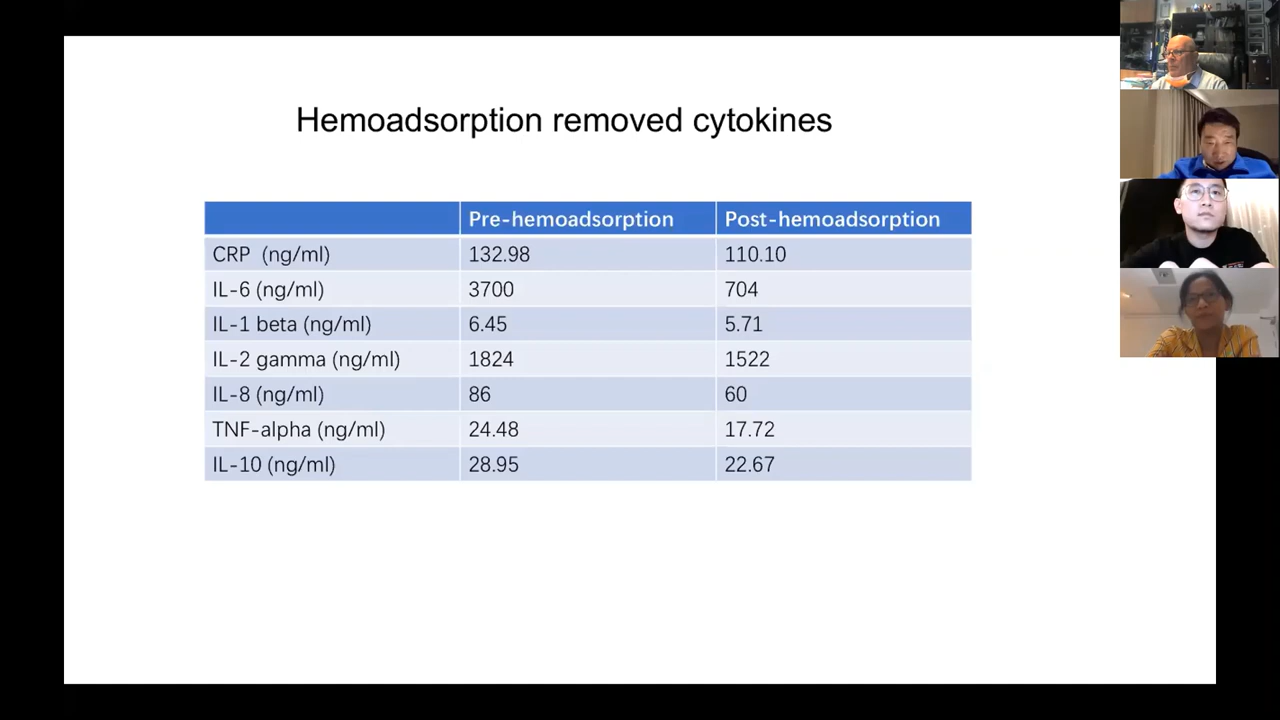 Hemoadsorption removed cytokines
Pre-hemoadsorption Post-hemoadsorption
CRP (ng/ml) 132.98 110.10
IL-6 (ng/ml) 3700 704
IL-1 beta (ng/ml) 6.45 5.71
IL-2 gamma (ng/ml) 1824 1522
IL-8 (ng/ml) 86 60
TNF-alpha (ng/ml) 24.48 17.72
IL-10 (ng/ml) 28.95 22.67